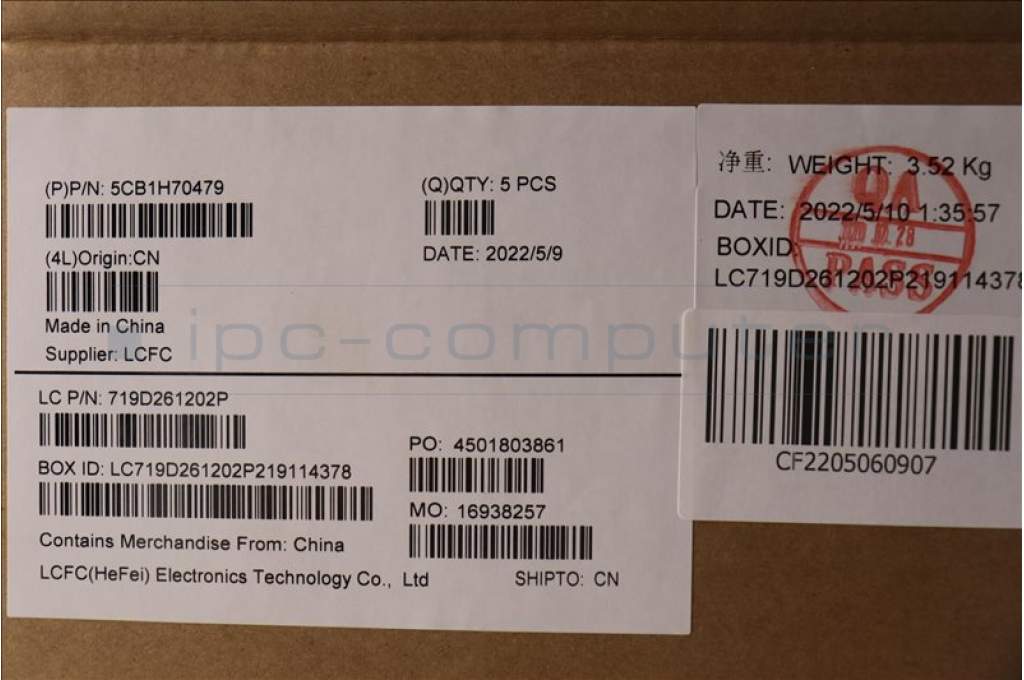 (P)P/N: 5CB1H70479
(Q)QTY: 5 PCS
(4L)Origin:CN
DATE: 2022/5/9
Made in China
Supplier: LCFC
LC P/N: 719D261202P
PO: 4501803861
BOX ID: LC719D261202P219114378
MO: 16938257
Contains Merchandise From: China
LCFC(HeFei) Electronics Technology Co., Ltd
SHIPTO: CN
净重: WEIGHT: 3.52 Kg
DATE: 2022/5/10 1:35:57
BOXID:
LC719D261202P219114378
QA
PASS
CF2205060907
ipc-computer